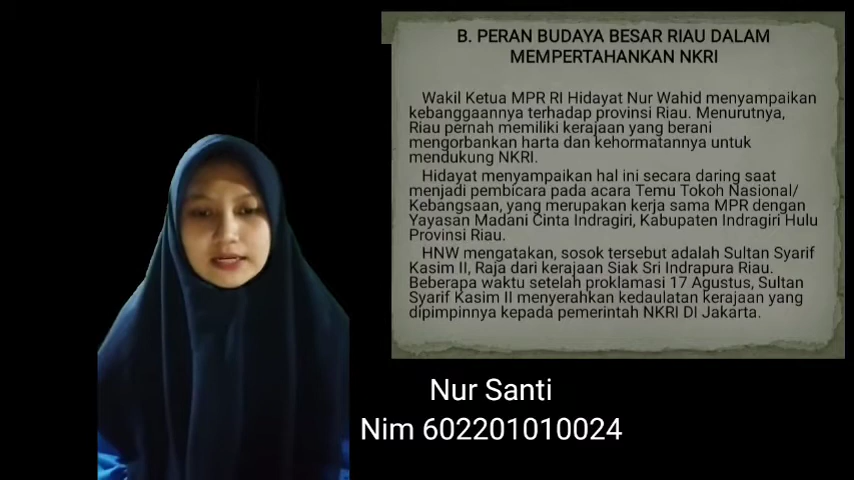 B. PERAN BUDAYA BESAR RIAU DALAM
MEMPERTAHANKAN NKRI
Wakil Ketua MPR RI Hidayat Nur Wahid menyampaikan
kebanggaannya terhadap provinsi Riau. Menurutnya,
Riau pernah memiliki kerajaan yang berani
mengorbankan harta dan kehormatannya untuk
mendukung NKRI.
Hidayat menyampaikan hal ini secara daring saat
menjadi pembicara pada acara Temu Tokoh Nasional/
Kebangsaan, yang merupakan kerja sama MPR dengan
Yayasan Madani Cinta Indragiri, Kabupaten Indragiri Hulu
Provinsi Riau.
HNW mengatakan, sosok tersebut adalah Sultan Syarif
Kasim II, Raja dari kerajaan Siak Sri Indrapura Riau.
Beberapa waktu setelah proklamasi 17 Agustus, Sultan
Syarif Kasim II menyerahkan kedaulatan kerajaan yang
dipimpinnya kepada pemerintah NKRI DI Jakarta.
Nur Santi
Nim 602201010024